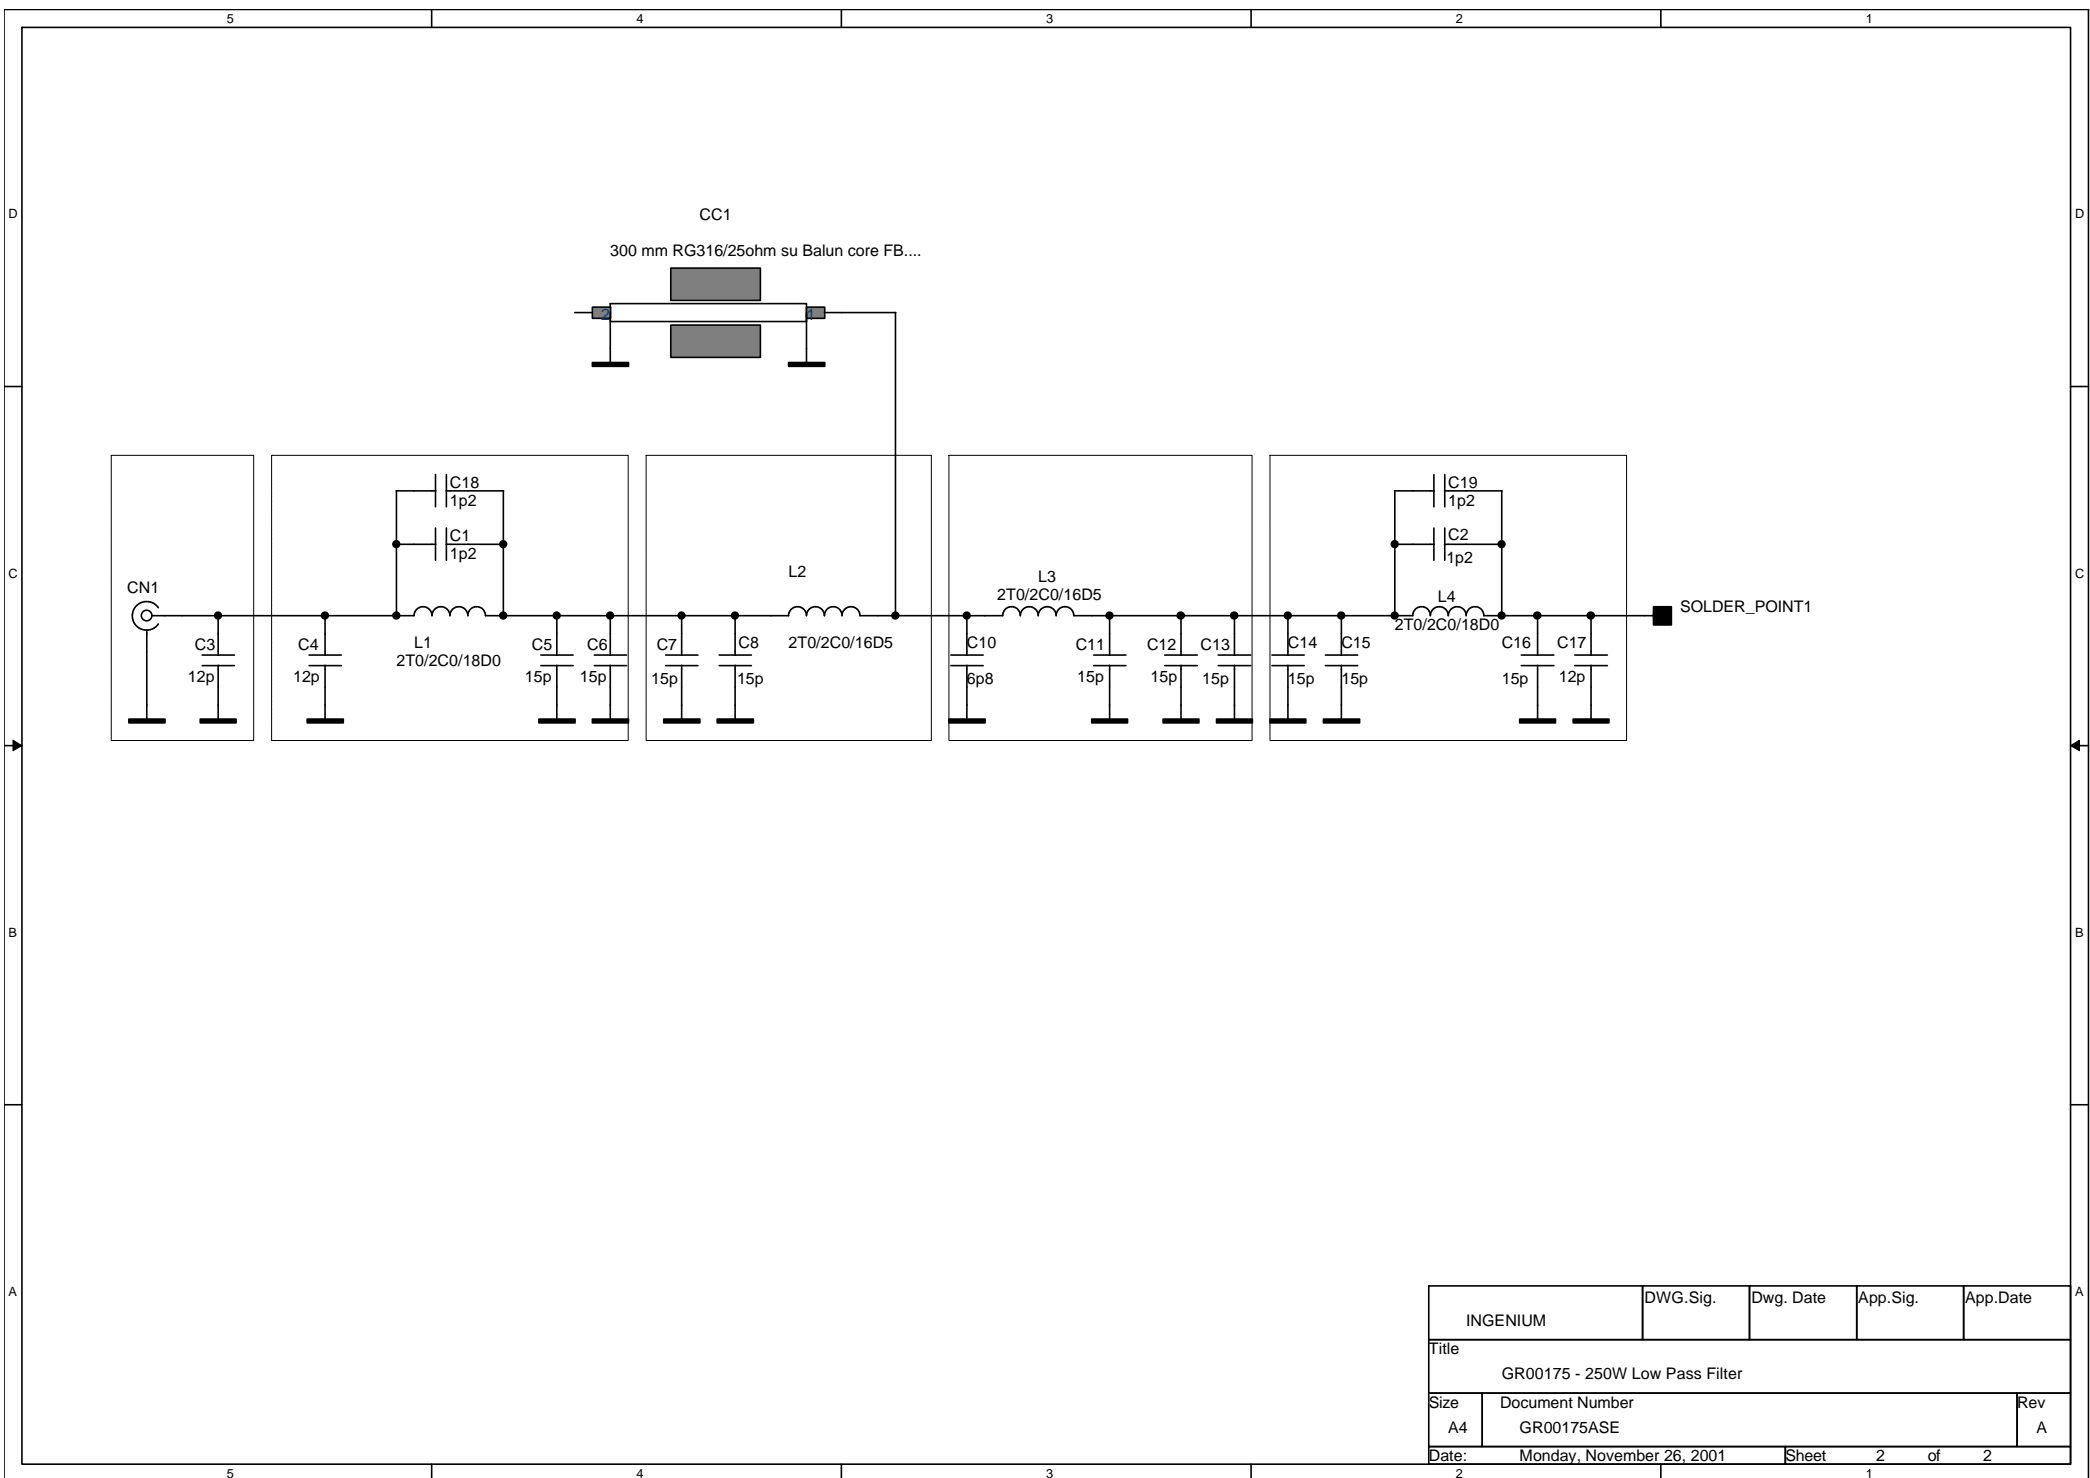 5 4 3 2 1
D D
CC1
300 mm RG316/25ohm su Balun core FB....
2 1
C18
1p2
C19
1p2
C1
1p2
C2
1p2
C C
CN1
L2
L3
2T0/2C0/16D5
L4
2T0/2C0/18D0
SOLDER_POINT1
C3
12p
C4
12p
L1
2T0/2C0/18D0
C5
15p
C6
15p
C7
15p
C8
15p
2T0/2C0/16D5
C10
6p8
C11
15p
C12
15p
C13
15p
C14
15p
C15
15p
C16
15p
C17
12p
B B
A A
INGENIUM
DWG.Sig. Dwg. Date App.Sig. App.Date
Title
GR00175 - 250W Low Pass Filter
Size Document Number Rev
A4 GR00175ASE A
Date: Monday, November 26, 2001 Sheet 2 of 2
5 4 3 2 1